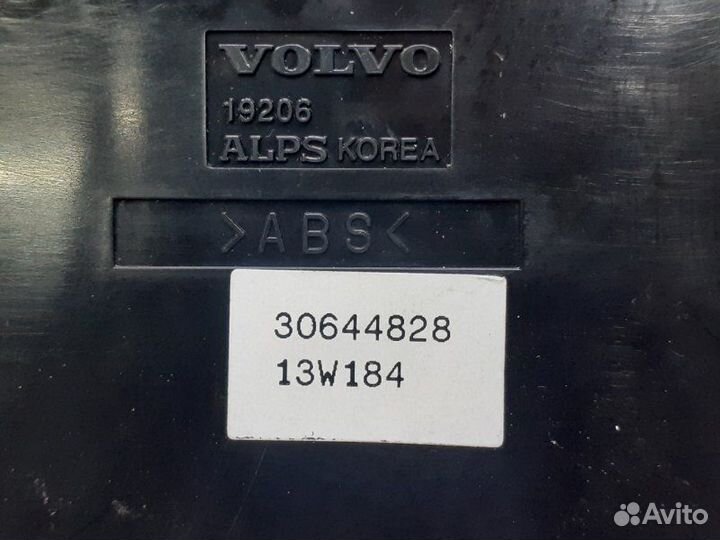 VOLVO
19206
ALPS KOREA
>ABS<
30644828
13W184
Avito